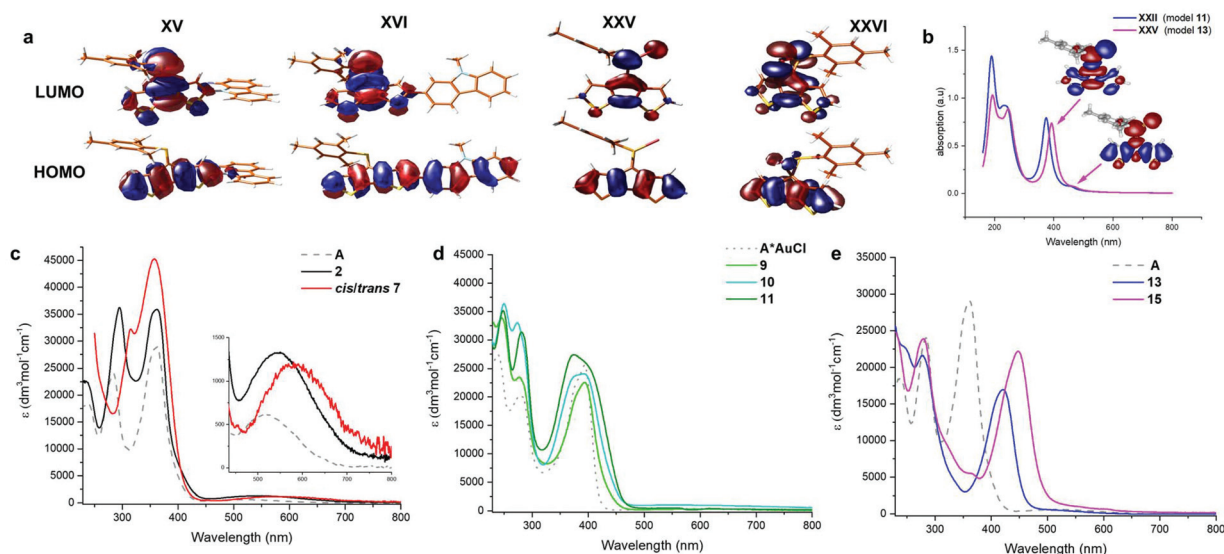 a
XV XVI XXV XXVI
LUMO
HOMO
b
XXII (model 11)
XXV (model 13)
absorption (a.u)
1.5
1.0
0.5
0.0
200 400 600 800
Wavelength (nm)
c
A
2
cis/trans 7
ε (dm³mol⁻¹cm⁻¹)
45000
40000
35000
30000
25000
20000
15000
10000
5000
0
300 400 500 600 700 800
Wavelength (nm)
1500
1000
500
0
500 600 700 800
d
A*AuCl
9
10
11
ε (dm³mol⁻¹cm⁻¹)
45000
40000
35000
30000
25000
20000
15000
10000
5000
0
300 400 500 600 700 800
Wavelength (nm)
e
A
13
15
ε (dm³mol⁻¹cm⁻¹)
35000
30000
25000
20000
15000
10000
5000
0
300 400 500 600 700 800
Wavelength (nm)